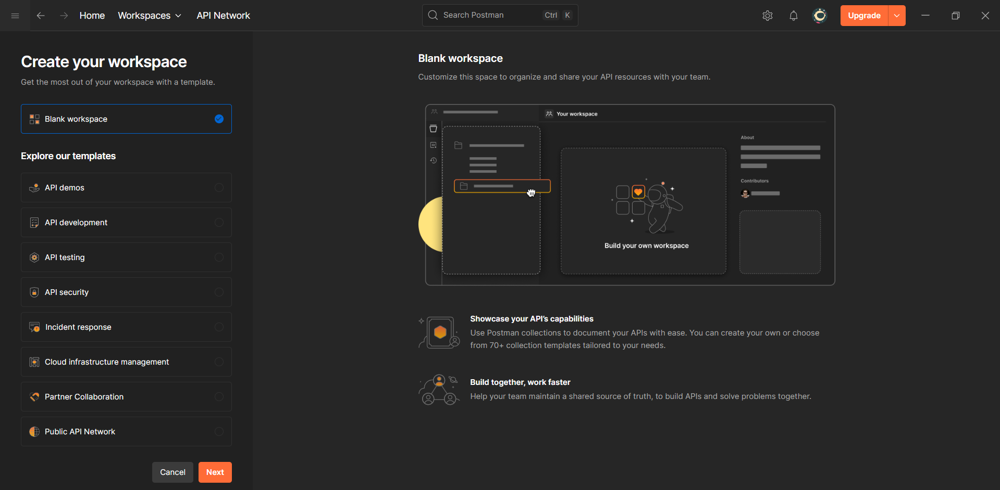 Home
Workspaces
API Network
Search Postman
Ctrl K
Upgrade
Create your workspace
Get the most out of your workspace with a template.
Blank workspace
Explore our templates
API demos
API development
API testing
API security
Incident response
Cloud infrastructure management
Partner Collaboration
Public API Network
Cancel
Next
Blank workspace
Customize this space to organize and share your API resources with your team.
Your workspace
About
Contributors
Build your own workspace
Showcase your API’s capabilities
Use Postman collections to document your APIs with ease. You can create your own or choose
from 70+ collection templates tailored to your needs.
Build together, work faster
Help your team maintain a shared source of truth, to build APIs and solve problems together.